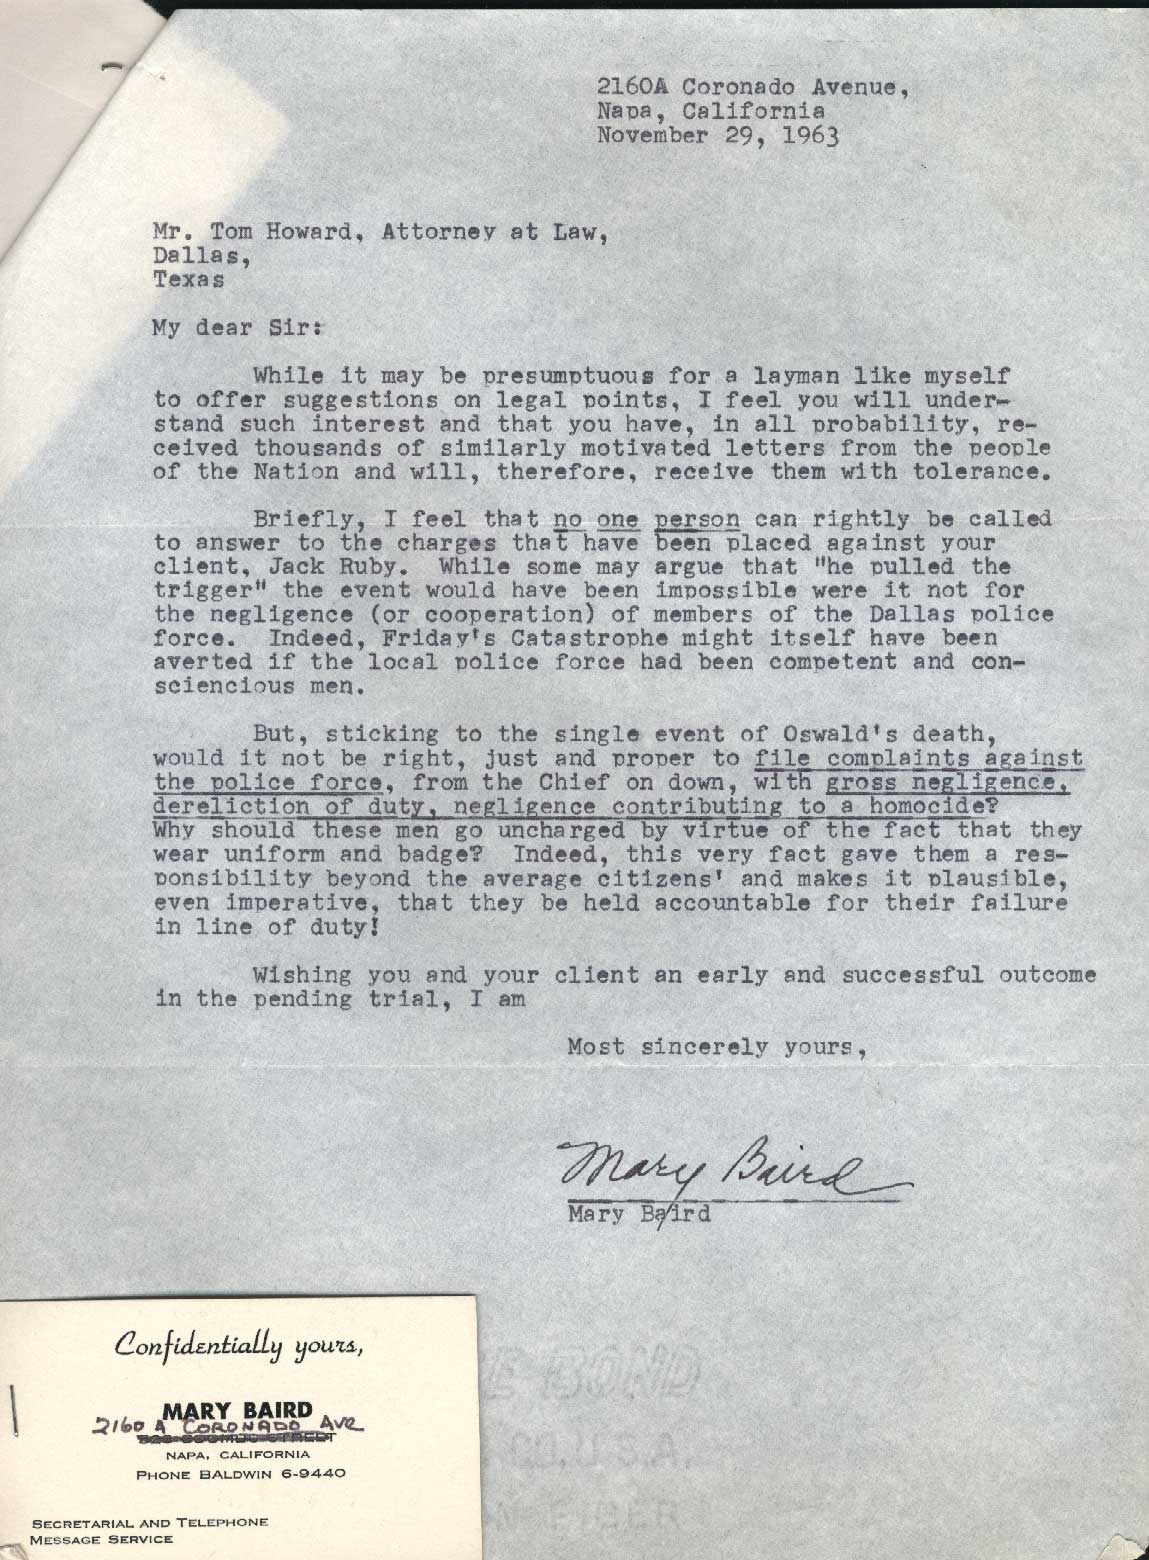 2160A Coronado Avenue,
Napa, California
November 29, 1963
Mr. Tom Howard, Attorney at Law,
Dallas,
Texas
My dear Sir:
While it may be presumptuous for a layman like myself
to offer suggestions on legal points, I feel you will under-
stand such interest and that you have, in all probability, re-
ceived thousands of similarly motivated letters from the people
of the Nation and will, therefore, receive them with tolerance.
Briefly, I feel that no one person can rightly be called
to answer to the charges that have been placed against your
client, Jack Ruby. While some may argue that "he pulled the
trigger" the event would have been impossible were it not for
the negligence (or cooperation) of members of the Dallas police
force. Indeed, Friday's Catastrophe might itself have been
averted if the local police force had been competent and con-
sciencious men.
But, sticking to the single event of Oswald's death,
would it not be right, just and proper to file complaints against
the police force, from the Chief on down, with gross negligence,
dereliction of duty, negligence contributing to a homocide?
Why should these men go uncharged by virtue of the fact that they
wear uniform and badge? Indeed, this very fact gave them a res-
ponsibility beyond the average citizens' and makes it plausible,
even imperative, that they be held accountable for their failure
in line of duty!
Wishing you and your client an early and successful outcome
in the pending trial, I am
Most sincerely yours,
Mary Baird
Mary Baird
Confidentially yours,
MARY BAIRD
2160 A CORONADO AVE
NAPA, CALIFORNIA
PHONE BALDWIN 6-9440
SECRETARIAL AND TELEPHONE
MESSAGE SERVICE
BOND
U.S.A.